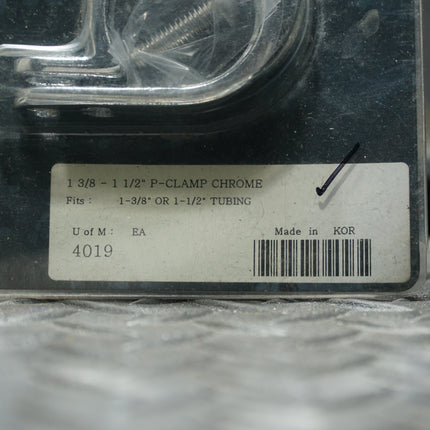 1 3/8 - 1 1/2" P-CLAMP CHROME
Fits : 1-3/8" OR 1-1/2" TUBING
U of M : EA Made in KOR
4019